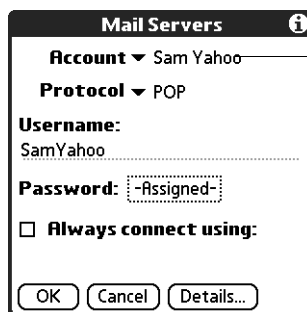 Mail Servers
Account Sam Yahoo
Protocol POP
Username:
SamYahoo
Password: -Assigned-
Always connect using:
OK Cancel Details...